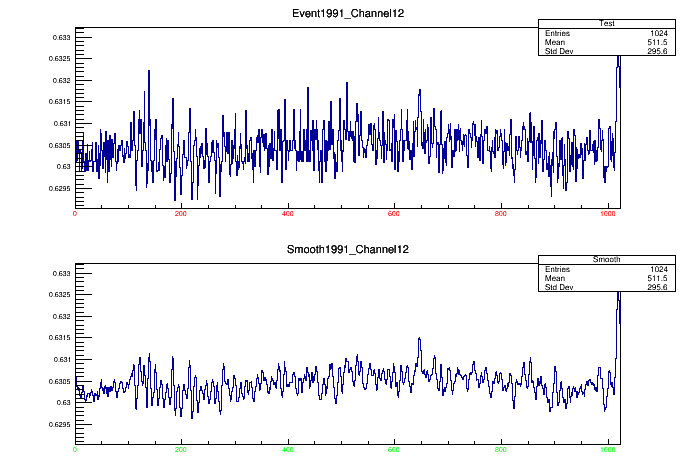 Event1991_Channel12
Test
Entries 1024
Mean 511.5
Std Dev 295.6
0.633
0.6325
0.632
0.6315
0.631
0.6305
0.63
0.6295
0 200 400 600 800 1000
Smooth1991_Channel12
Smooth
Entries 1024
Mean 511.5
Std Dev 295.6
0.633
0.6325
0.632
0.6315
0.631
0.6305
0.63
0.6295
0 200 400 600 800 1000